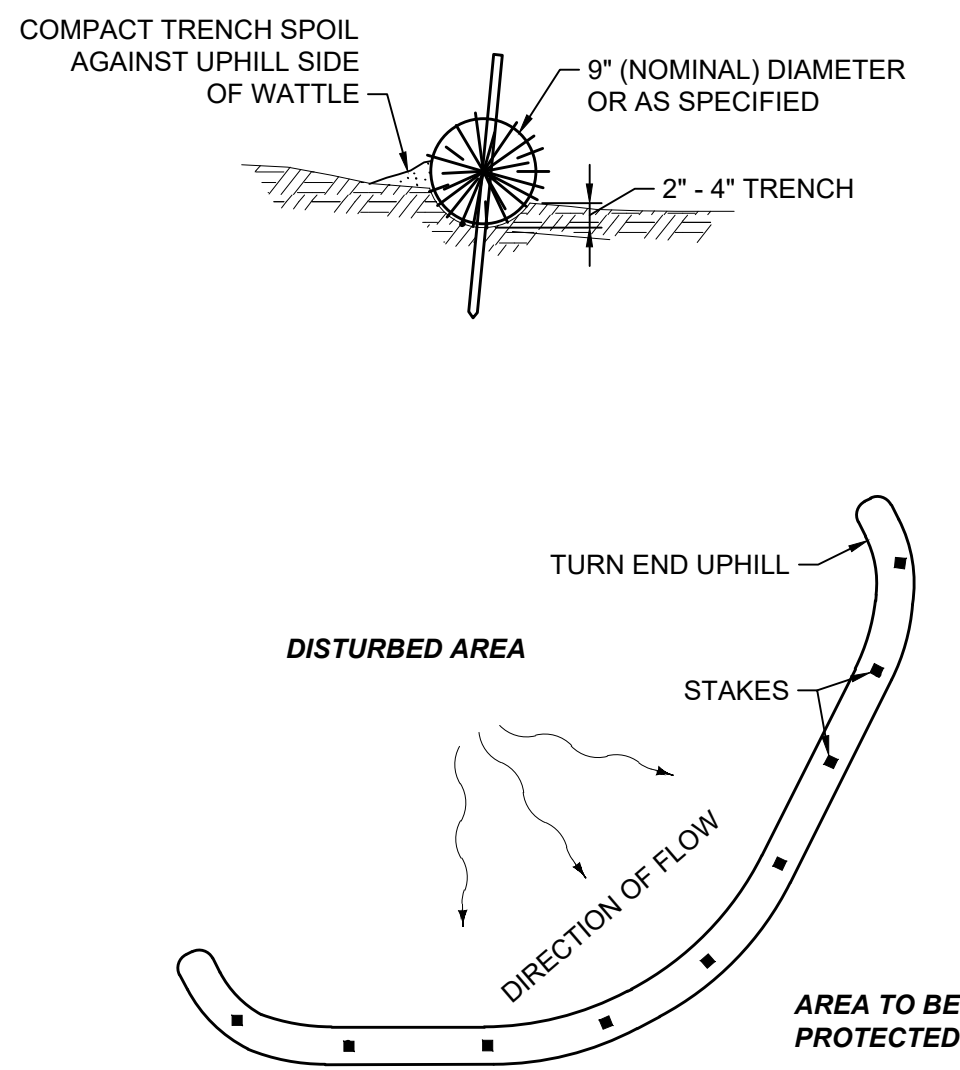 COMPACT TRENCH SPOIL
AGAINST UPHILL SIDE
OF WATTLE
9" (NOMINAL) DIAMETER
OR AS SPECIFIED
2" - 4" TRENCH
TURN END UPHILL
DISTURBED AREA
STAKES
DIRECTION OF FLOW
AREA TO BE
PROTECTED